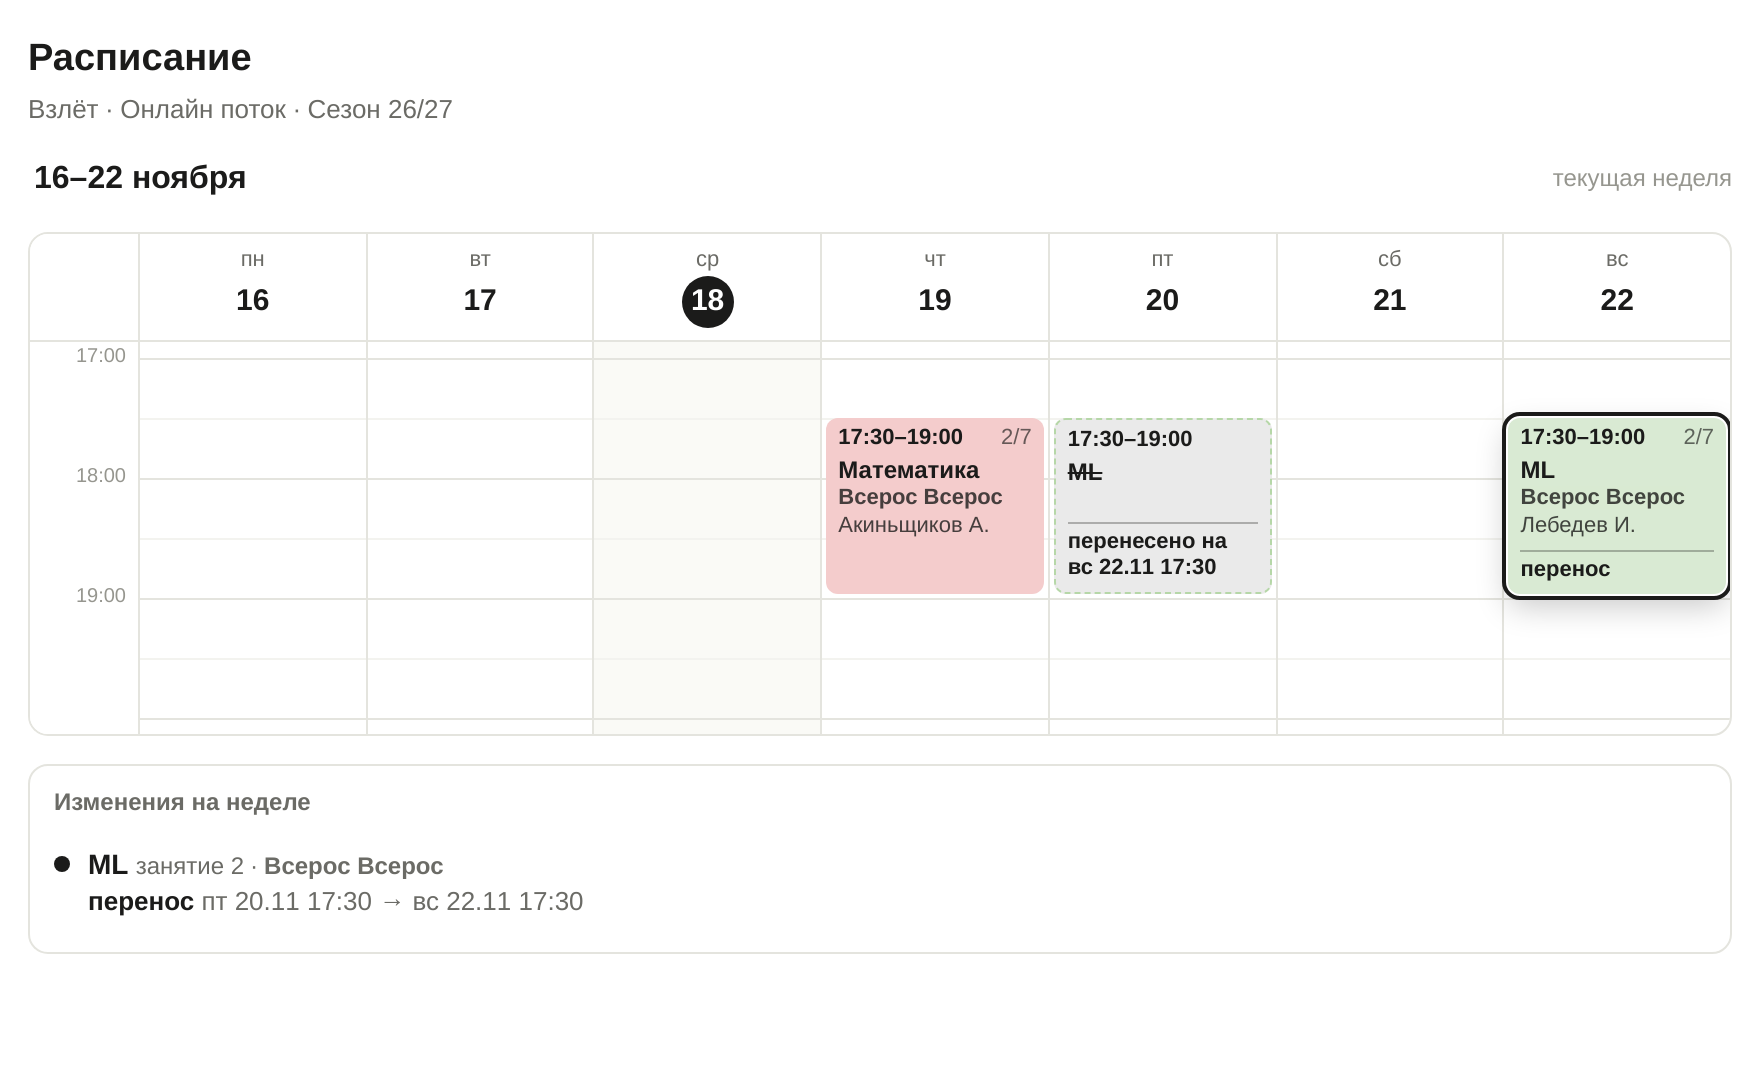 Расписание
Взлёт · Онлайн поток · Сезон 26/27
16–22 ноября
текущая неделя
пн
16
вт
17
ср
18
чт
19
пт
20
сб
21
вс
22
17:00
18:00
19:00
17:30–19:00 2/7
Математика
Всерос Всерос
Акиньщиков А.
17:30–19:00
ML
перенесено на
вс 22.11 17:30
17:30–19:00 2/7
ML
Всерос Всерос
Лебедев И.
перенос
Изменения на неделе
ML занятие 2 · Всерос Всерос
перенос пт 20.11 17:30 → вс 22.11 17:30